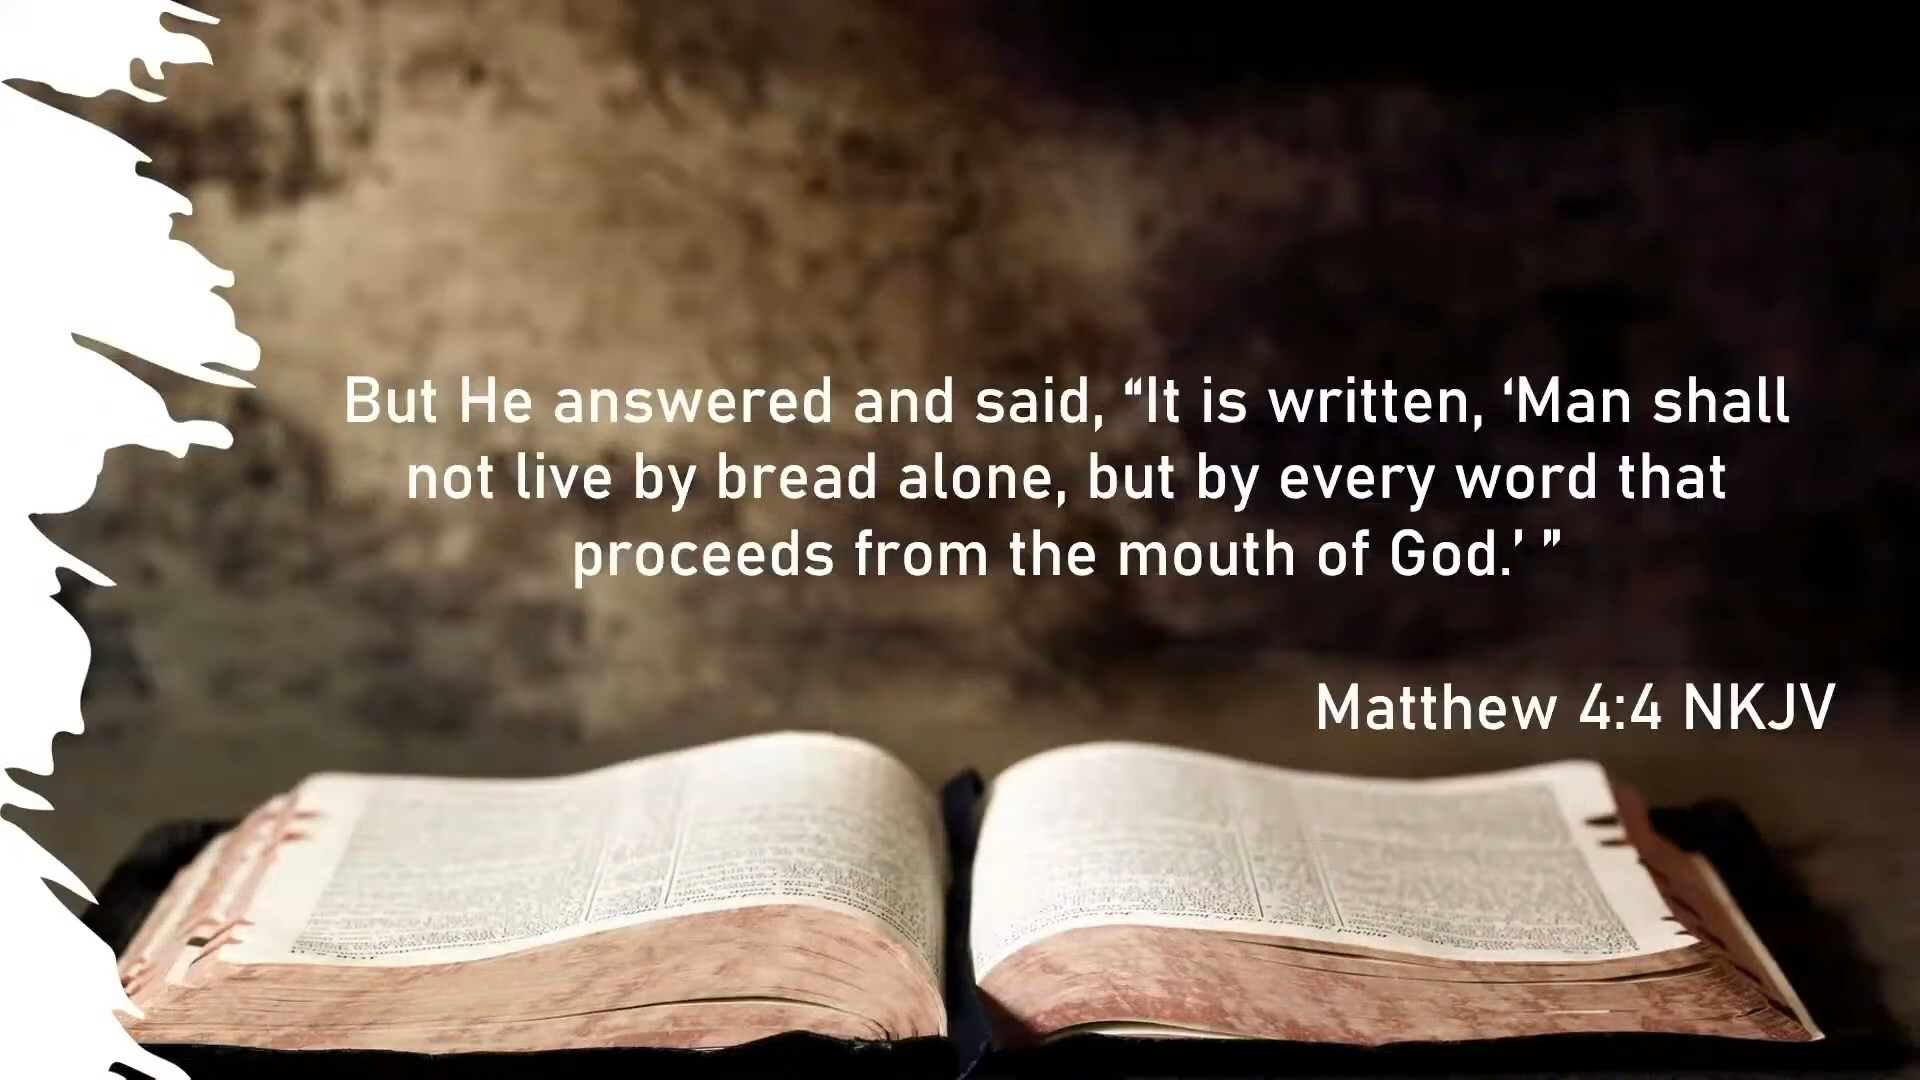 But He answered and said, “It is written, ‘Man shall
not live by bread alone, but by every word that
proceeds from the mouth of God.’ ”
Matthew 4:4 NKJV